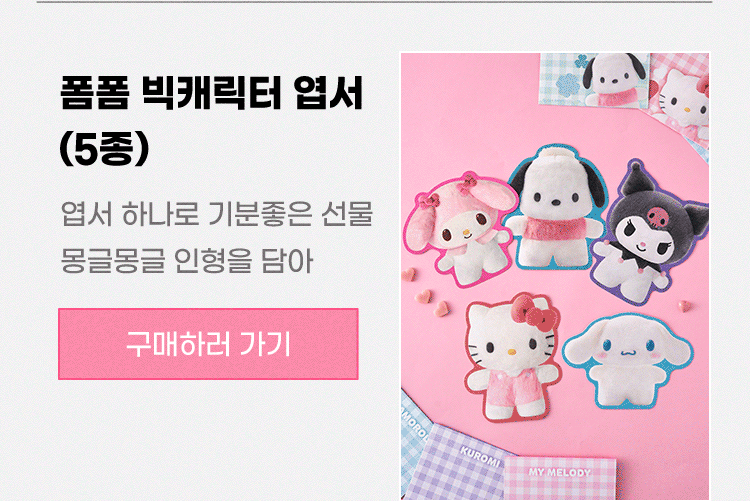 폼폼 빅캐릭터 엽서
(5종)
엽서 하나로 기분좋은 선물
몽글몽글 인형을 담아
구매하러 가기
KUROMI
MY MELODY